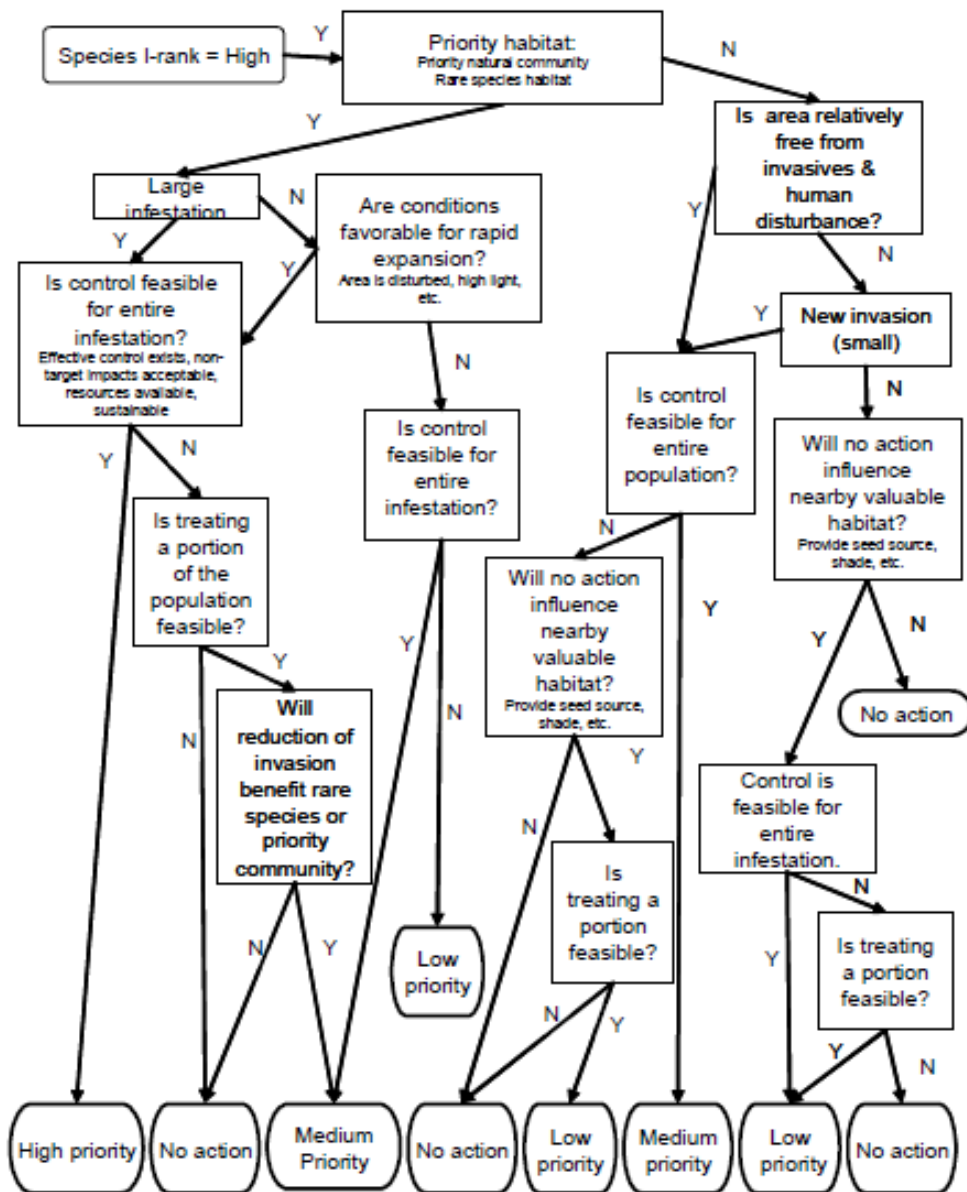 Species I-rank = High
Y
Priority habitat:
Priority natural community
Rare species habitat
N
Y
Is area relatively
free from
invasives &
human
disturbance?
Large
infestation
N
Are conditions
favorable for rapid
expansion?
Area is disturbed, high light,
etc.
Y
Y
Y
N
Is control feasible
for entire
infestation?
Effective control exists, non-
target impacts acceptable,
resources available,
sustainable
Y
New invasion
(small)
N
N
Is control
feasible for
entire
infestation?
Is control
feasible for
entire
population?
Will no action
influence
nearby valuable
habitat?
Provide seed source,
shade, etc.
Y
N
Is treating
a portion
of the
population
feasible?
N
Will no action
influence
nearby
valuable
habitat?
Provide seed source,
shade, etc.
Y
Y
N
Y
Y
No action
Will
reduction of
invasion
benefit rare
species or
priority
community?
N
N
Y
Control is
feasible for
entire
infestation.
N
Is
treating a
portion
feasible?
N
Y
Is treating
a portion
feasible?
N
Y
Low
priority
N
Y
Y
N
High priority
No action
Medium
Priority
No action
Low
priority
Medium
priority
Low
priority
No action